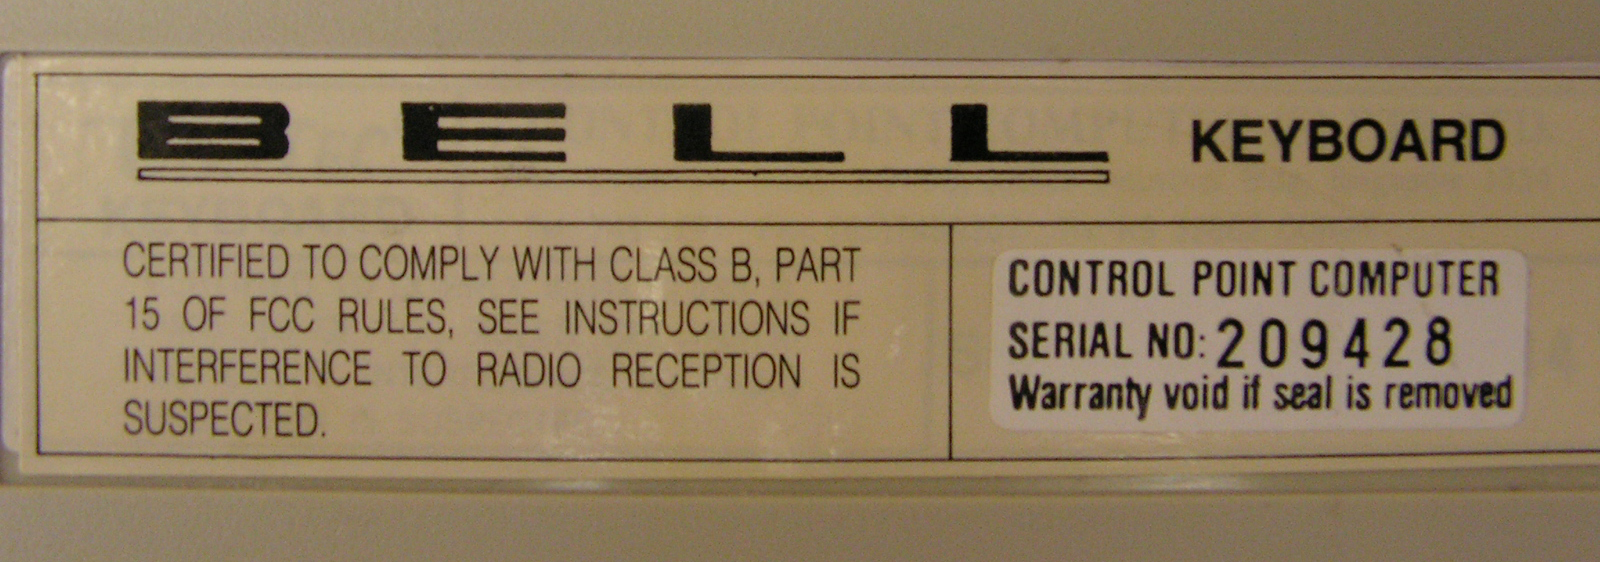 BELL KEYBOARD
CERTIFIED TO COMPLY WITH CLASS B, PART
15 OF FCC RULES, SEE INSTRUCTIONS IF
INTERFERENCE TO RADIO RECEPTION IS
SUSPECTED.
CONTROL POINT COMPUTER
SERIAL NO: 209428
Warranty void if seal is removed